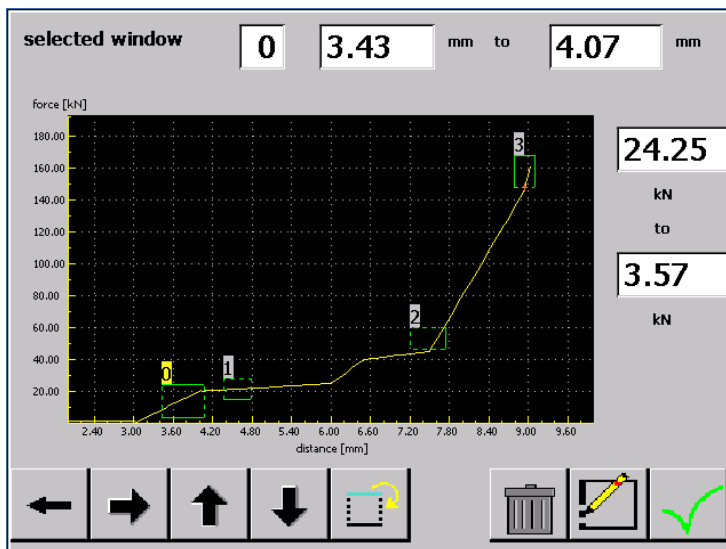 selected window 0 3.43 mm to 4.07 mm
force [kN]
180.00
160.00
140.00
120.00
100.00
80.00
60.00
40.00
20.00
3
2
1
0
24.25
kN
to
3.57
kN
2.40 3.00 3.60 4.20 4.80 5.40 6.00 6.60 7.20 7.80 8.40 9.00 9.60
distance [mm]